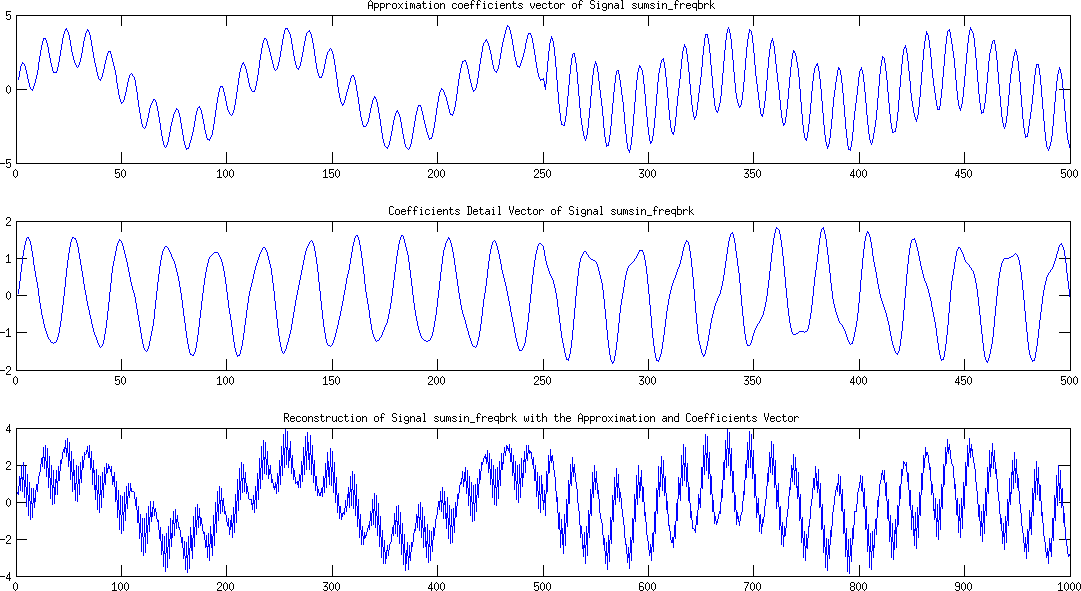 Approximation coefficients vector of Signal sumsin_freqbrk
5
0
-5
0 50 100 150 200 250 300 350 400 450 500
Coefficients Detail Vector of Signal sumsin_freqbrk
2
1
0
-1
-2
0 50 100 150 200 250 300 350 400 450 500
Reconstruction of Signal sumsin_freqbrk with the Approximation and Coefficients Vector
4
2
0
-2
-4
0 100 200 300 400 500 600 700 800 900 1000